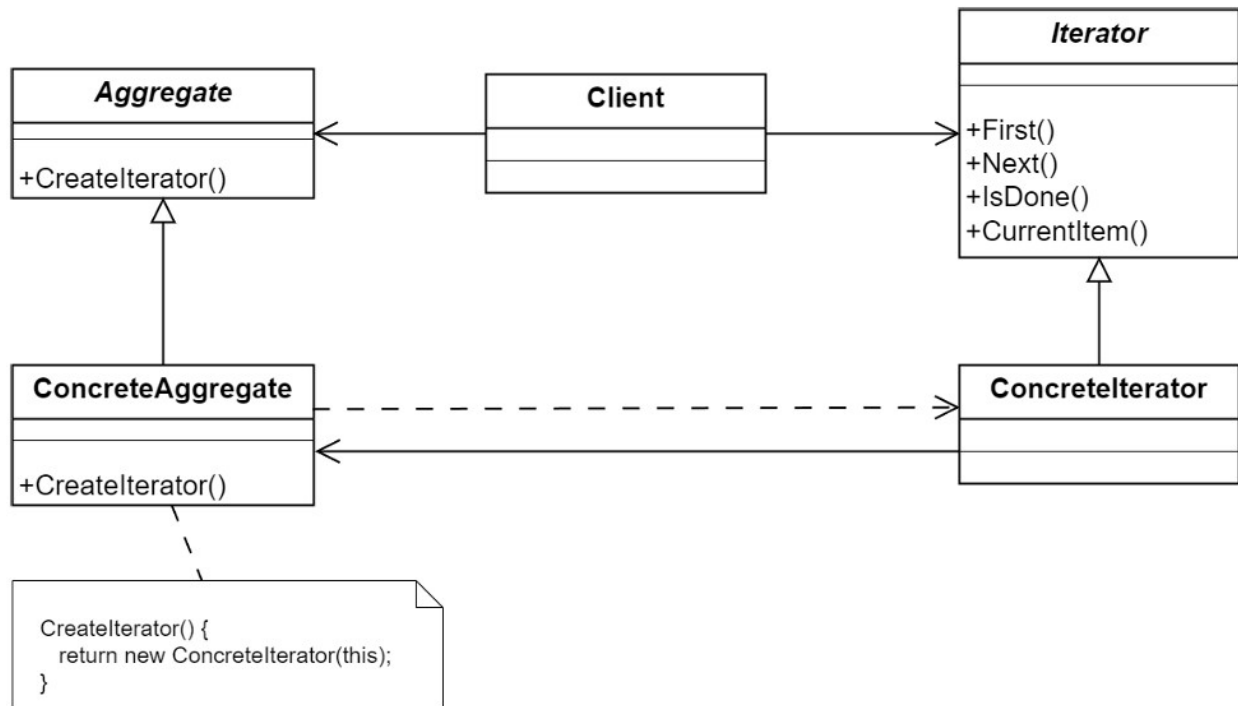 Aggregate
+CreateIterator()
Client
Iterator
+First()
+Next()
+IsDone()
+CurrentItem()
ConcreteAggregate
+CreateIterator()
ConcreteIterator
CreateIterator() {
return new ConcreteIterator(this);
}